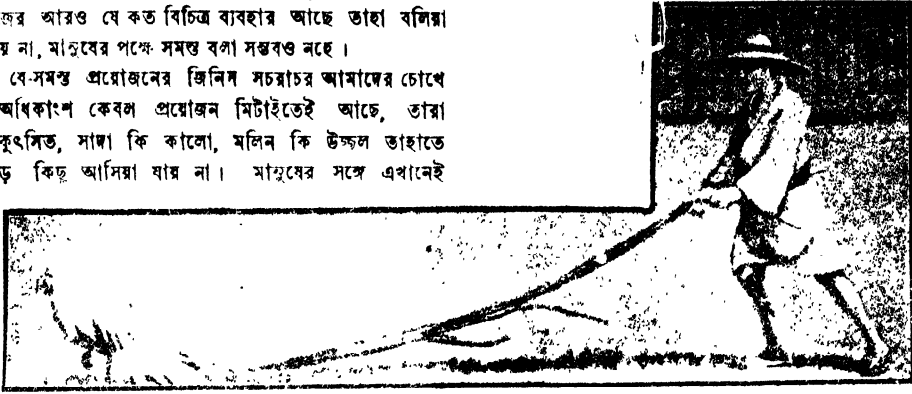 আরও যে কত বিচিত্র ব্যবহার আছে তাহা বলিয়া
না, মানুষের পক্ষে সমস্ত বলা সম্ভবও নহে।
যে-সমস্ত প্রয়োজনের জিনিস সচরাচর আমাদের চোখে
অধিকাংশ কেবল প্রয়োজন মিটাইতেই আছে, তারা
কুৎসিত, সাদা কি কালো, মলিন কি উজ্জ্বল তাহাতে
কিছু আসিয়া যায় না। মানুষের সঙ্গে এখানেই